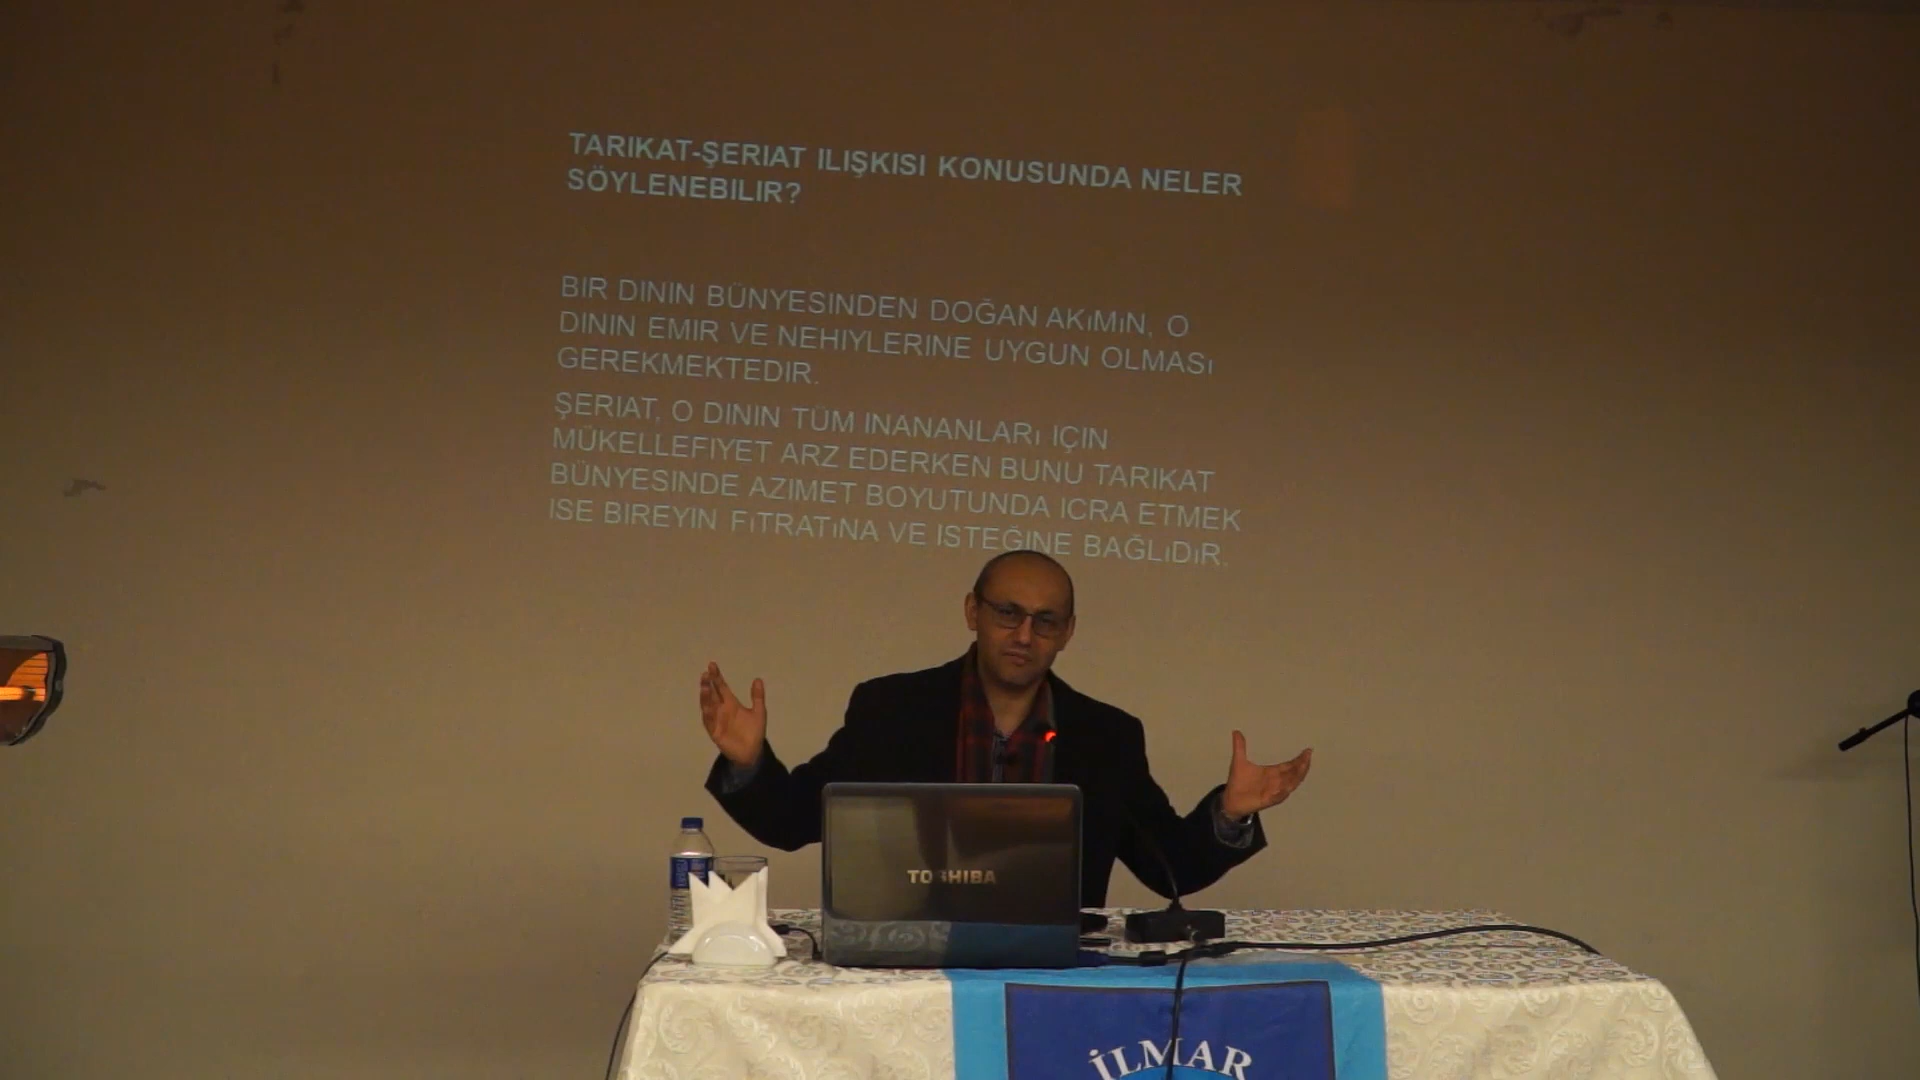 TARIKAT-ŞERIAT ILIŞKISI KONUSUNDA NELER
SÖYLENEBILIR?
BIR DININ BÜNYESINDEN DOĞAN AKıMıN, O
DININ EMIR VE NEHIYLERINE UYGUN OLMASı
GEREKMEKTEDIR.
ŞERIAT, O DININ TÜM INANANLARı IÇIN
MÜKELLEFIYET ARZ EDERKEN BUNU TARIKAT
BÜNYESINDE AZIMET BOYUTUNDA ICRA ETMEK
ISE BIREYIN FıTRATıNA VE ISTEĞINE BAĞLıDıR.
TOSHIBA
İLMAR